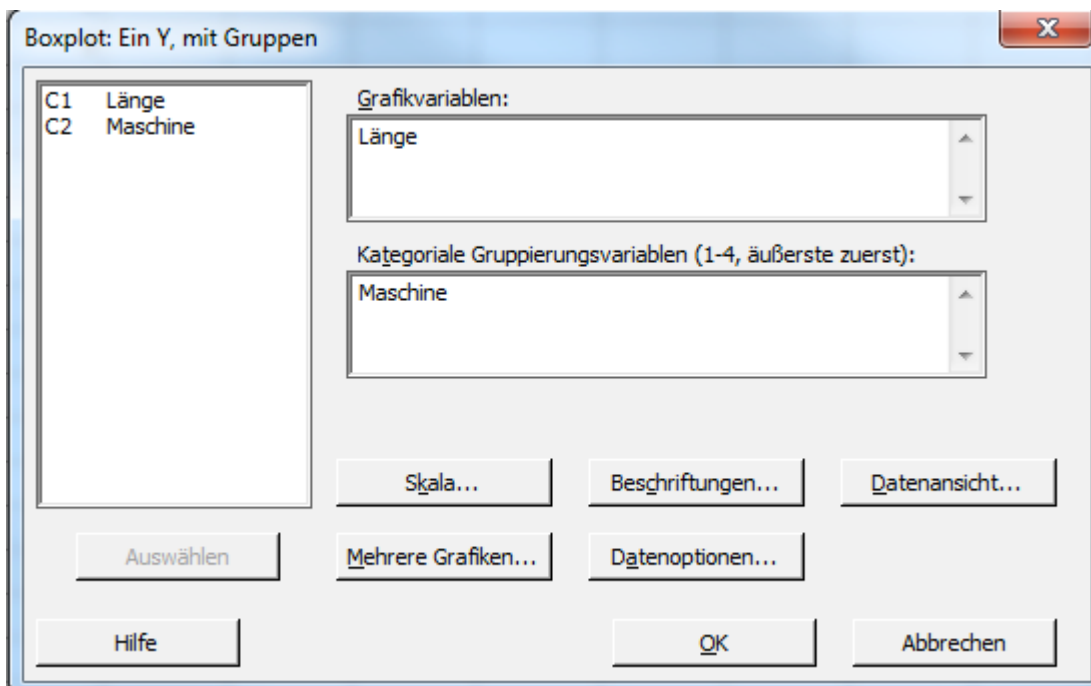 Boxplot: Ein Y, mit Gruppen
C1 Länge
C2 Maschine
Grafikvariablen:
Länge
Kategoriale Gruppierungsvariablen (1-4, äußerste zuerst):
Maschine
Skala...
Beschriftungen...
Datenansicht...
Auswählen
Mehrere Grafiken...
Datenoptionen...
Hilfe
OK
Abbrechen